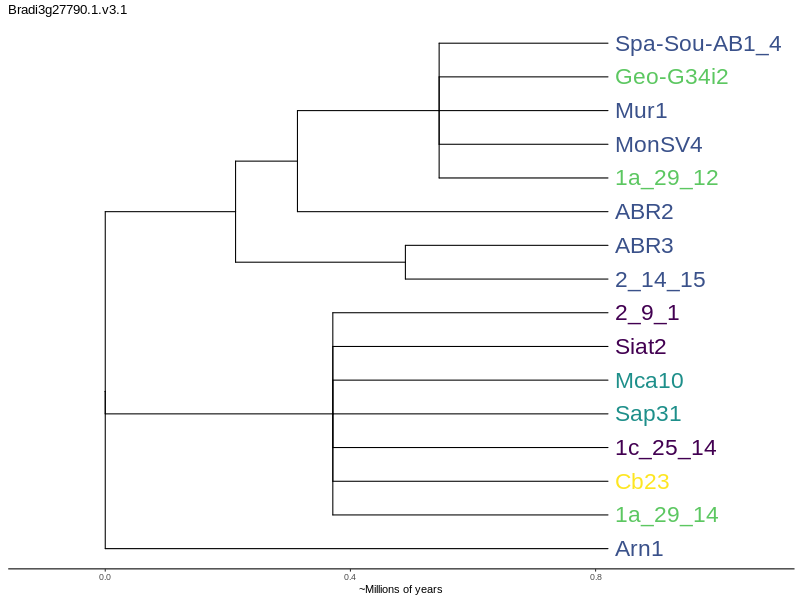 Bradi3g27790.1.v3.1
Spa-Sou-AB1_4
Geo-G34i2
Mur1
MonSV4
1a_29_12
ABR2
ABR3
2_14_15
2_9_1
Siat2
Mca10
Sap31
1c_25_14
Cb23
1a_29_14
Arn1
0.0 0.4 0.8
~Millions of years